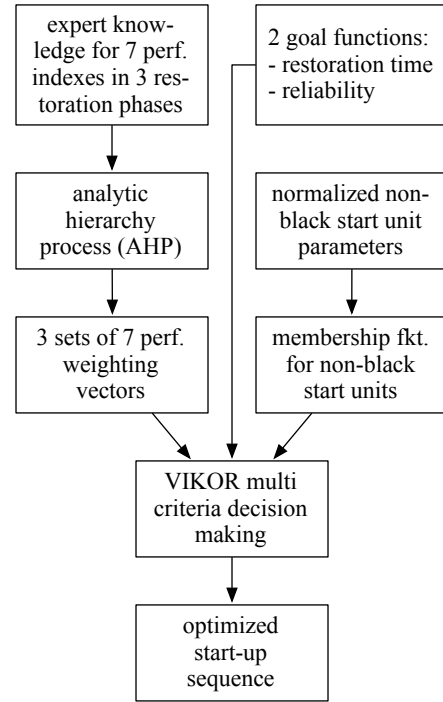 expert know-
ledge for 7 perf.
indexes in 3 res-
toration phases
2 goal functions:
- restoration time
- reliability
analytic
hierarchy
process (AHP)
normalized non-
black start unit
parameters
3 sets of 7 perf.
weighting
vectors
membership fkt.
for non-black
start units
VIKOR multi
criteria decision
making
optimized
start-up
sequence